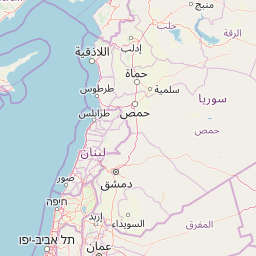 منبج
حلب
إدلب
الرقة
اللاذقية
حماة
طرطوس
سلمية
سوريا
حمص
طرابلس
حمص
لبنان
صور
دمشق
חיפה
إربد
السويداء
المفرق
תל אביב-יפו
عمان